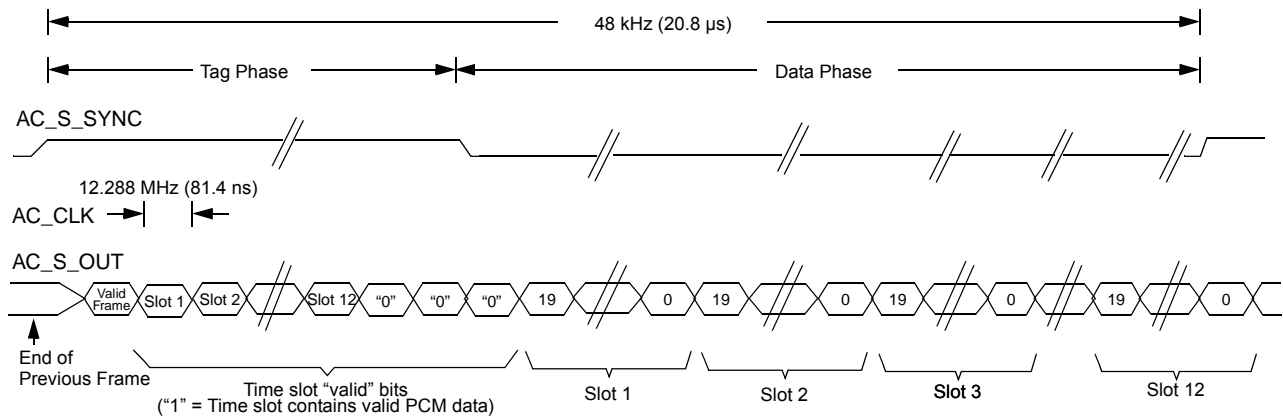 48 kHz (20.8 µs)
Tag Phase
Data Phase
AC_S_SYNC
12.288 MHz (81.4 ns)
AC_CLK
AC_S_OUT
Valid
Frame
Slot 1
Slot 2
Slot 12
“0”
“0”
“0”
19
0
19
0
19
0
19
0
End of
Previous Frame
Time slot “valid” bits
(“1” = Time slot contains valid PCM data)
Slot 1
Slot 2
Slot 3
Slot 12